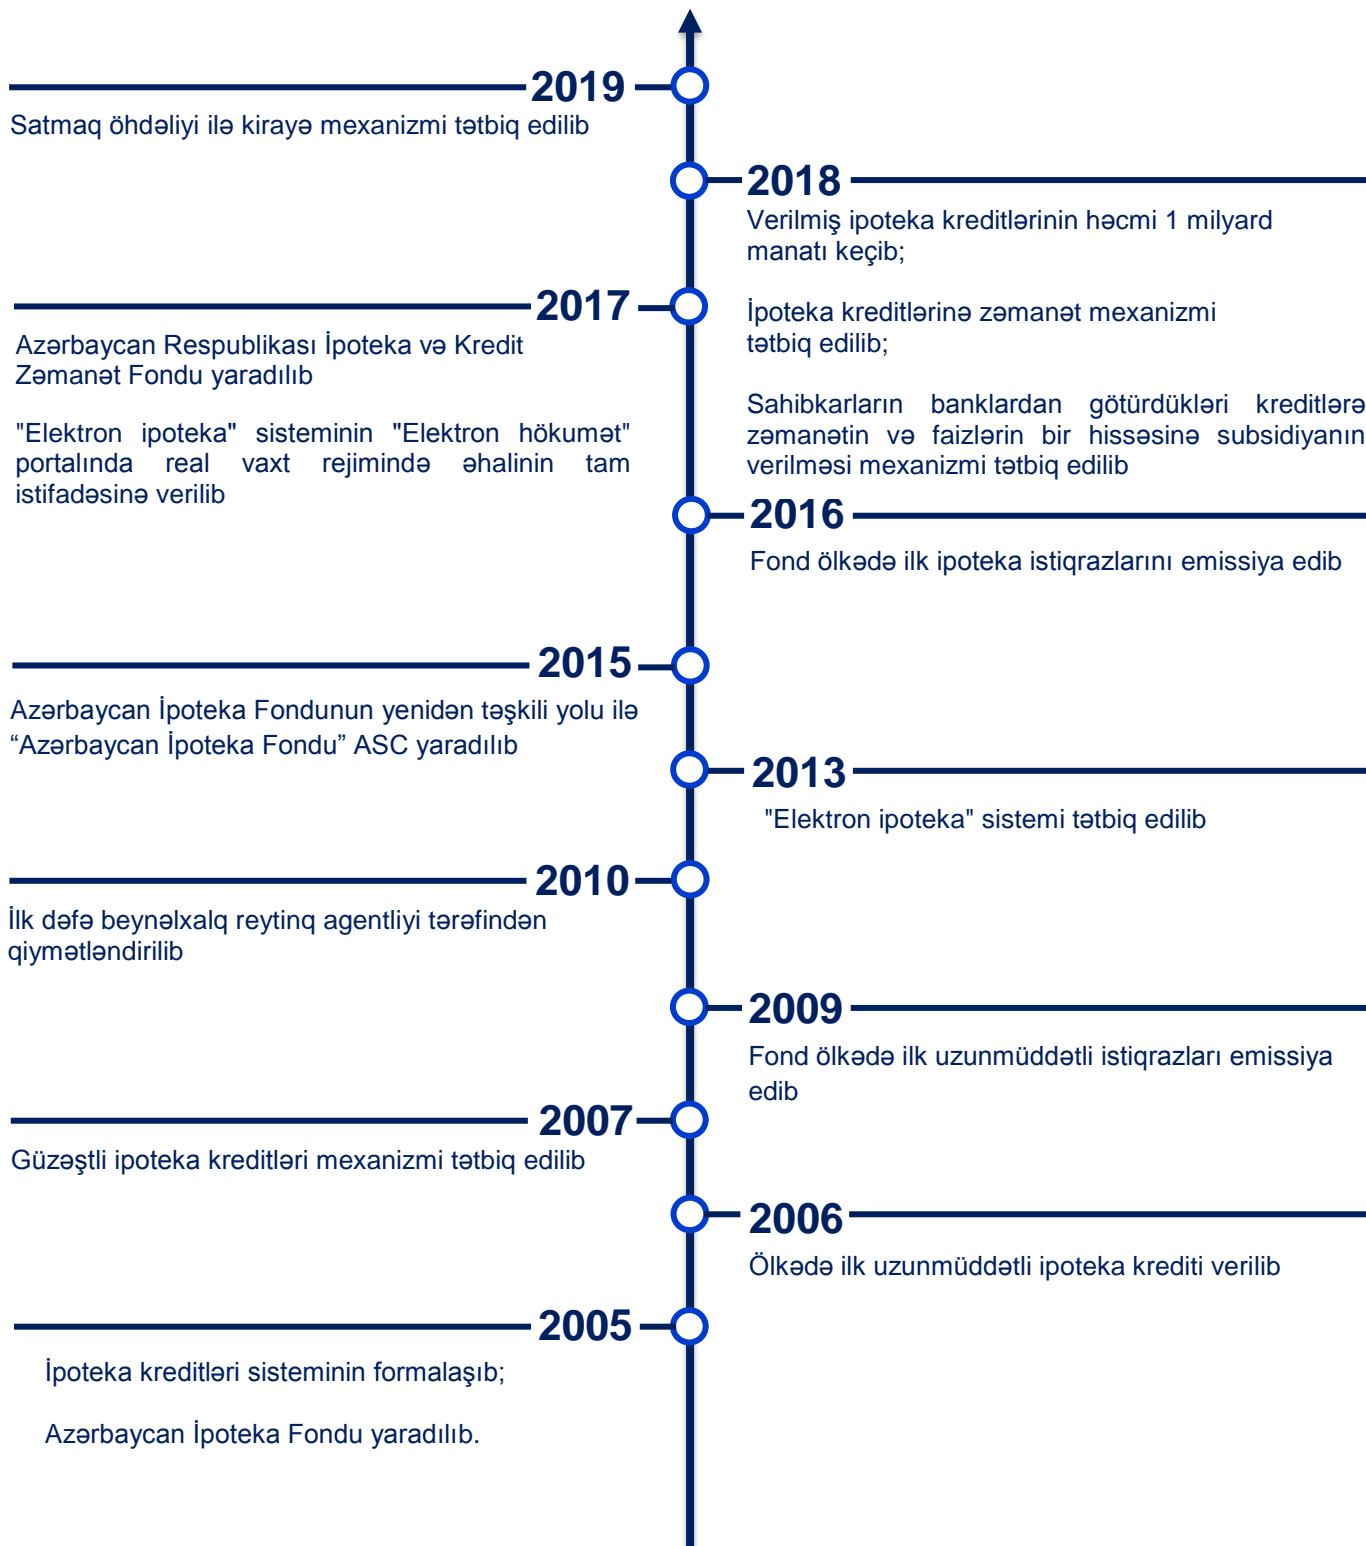 2019
Satmaq öhdəliyi ilə kirayə mexanizmi tətbiq edilib
2018
Verilmiş ipoteka kreditlərinin həcmi 1 milyard
manatı keçib;
İpoteka kreditlərinə zəmanət mexanizmi
tətbiq edilib;
Sahibkarların banklardan götürdükləri kreditlərə
zəmanətin və faizlərin bir hissəsinə subsidiyanın
verilməsi mexanizmi tətbiq edilib
2017
Azərbaycan Respublikası İpoteka və Kredit
Zəmanət Fondu yaradılıb
"Elektron ipoteka" sisteminin "Elektron hökumət"
portalında real vaxt rejimində əhalinin tam
istifadəsinə verilib
2016
Fond ölkədə ilk ipoteka istiqrazlarını emissiya edib
2015
Azərbaycan İpoteka Fondunun yenidən təşkili yolu ilə
“Azərbaycan İpoteka Fondu” ASC yaradılıb
2013
"Elektron ipoteka" sistemi tətbiq edilib
2010
İlk dəfə beynəlxalq reytinq agentliyi tərəfindən
qiymətləndirilib
2009
Fond ölkədə ilk uzunmüddətli istiqrazları emissiya
edib
2007
Güzəştli ipoteka kreditləri mexanizmi tətbiq edilib
2006
Ölkədə ilk uzunmüddətli ipoteka krediti verilib
2005
İpoteka kreditləri sisteminin formalaşıb;
Azərbaycan İpoteka Fondu yaradılıb.